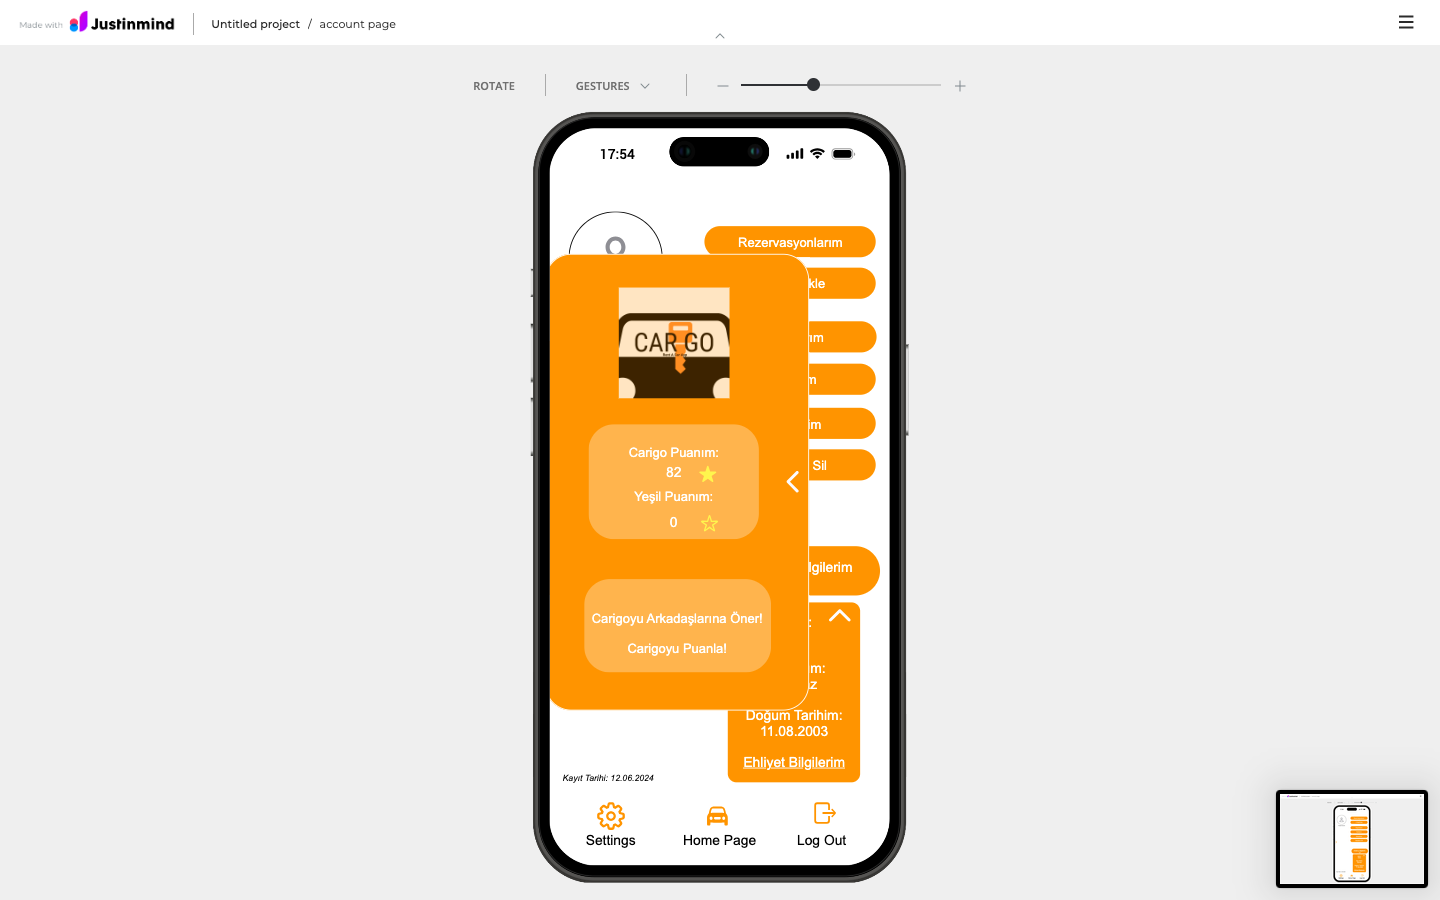 Made with Justinmind
Untitled project / account page
ROTATE
GESTURES
17:54
Rezervasyonlarım
kle
ım
m
im
Sil
CAR GO
Carigo Puanım:
82
Yeşil Puanım:
0
Carigoyu Arkadaşlarına Öner!
Carigoyu Puanla!
lgilerim
:
m:
z
Doğum Tarihim:
11.08.2003
Ehliyet Bilgilerim
Kayıt Tarihi: 12.06.2024
Settings
Home Page
Log Out